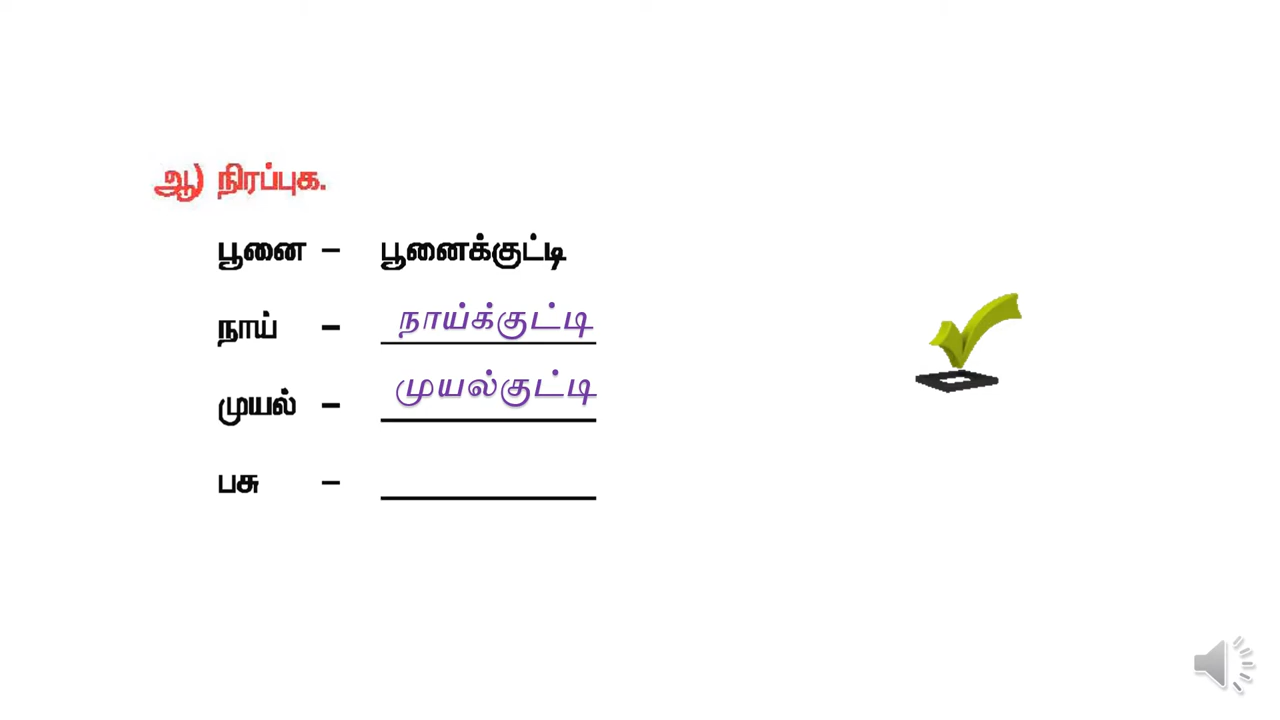 ஆ) நிரப்புக.
பூனை – பூனைக்குட்டி
நாய் – நாய்க்குட்டி
முயல் – முயல்குட்டி
பசு –